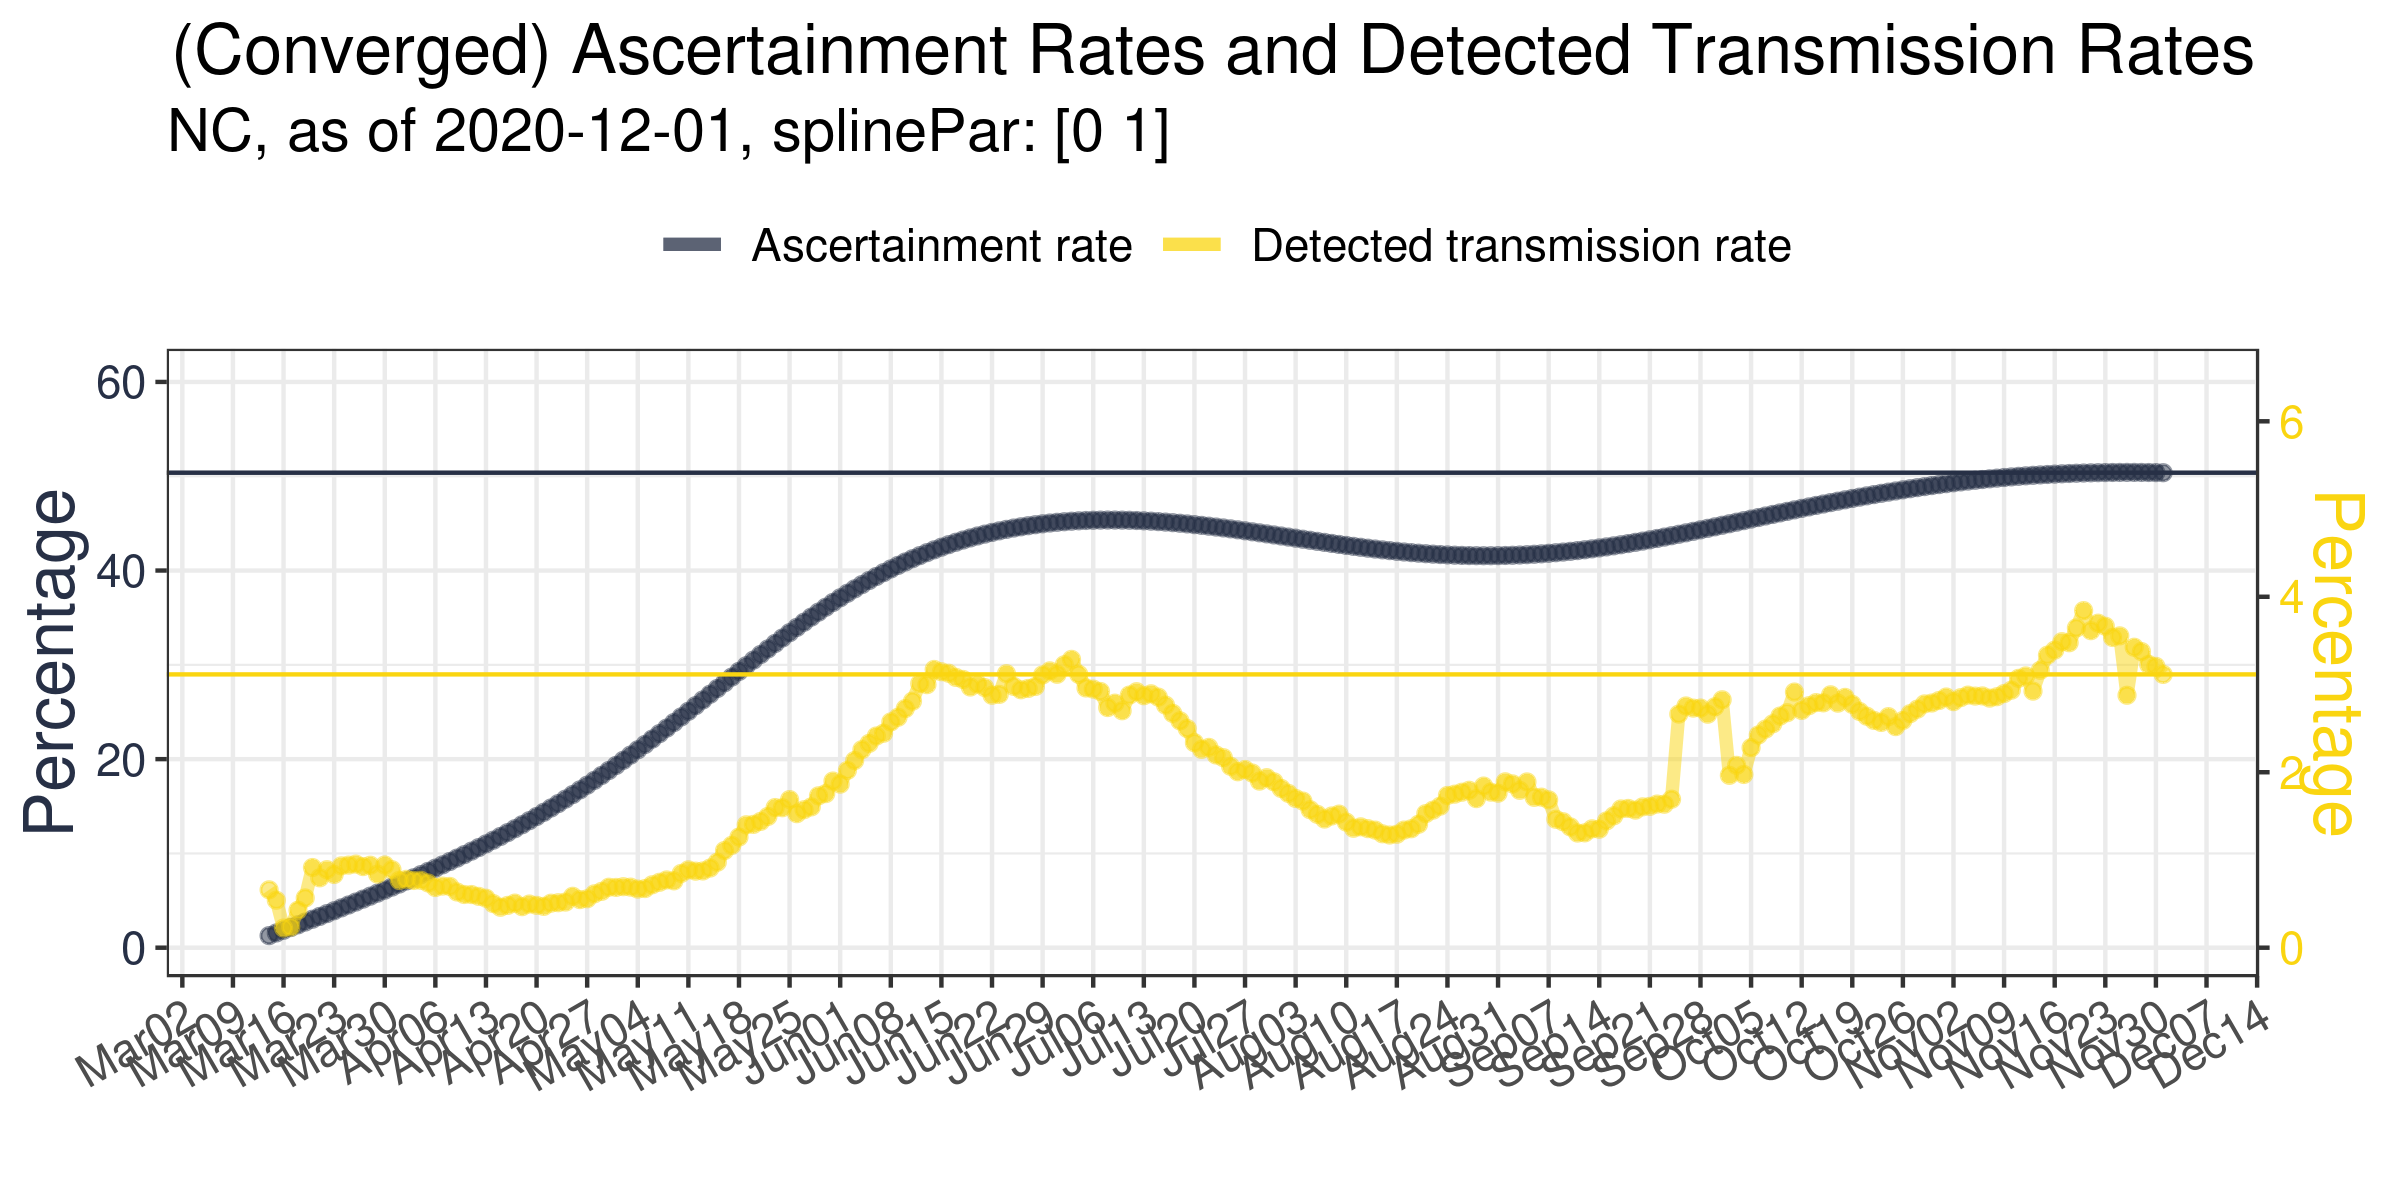 (Converged) Ascertainment Rates and Detected Transmission Rates
NC, as of 2020-12-01, splinePar: [0 1]
Ascertainment rate
Detected transmission rate
Percentage
60
40
20
0
6
4
2
0
Percentage
Mar02
Mar09
Mar16
Mar23
Mar30
Apr06
Apr13
Apr20
Apr27
May04
May11
May18
May25
Jun01
Jun08
Jun15
Jun22
Jun29
Jul06
Jul13
Jul20
Jul27
Aug03
Aug10
Aug17
Aug24
Aug31
Sep07
Sep14
Sep21
Sep28
Oct05
Oct12
Oct19
Oct26
Nov02
Nov09
Nov16
Nov23
Nov30
Dec07
Dec14